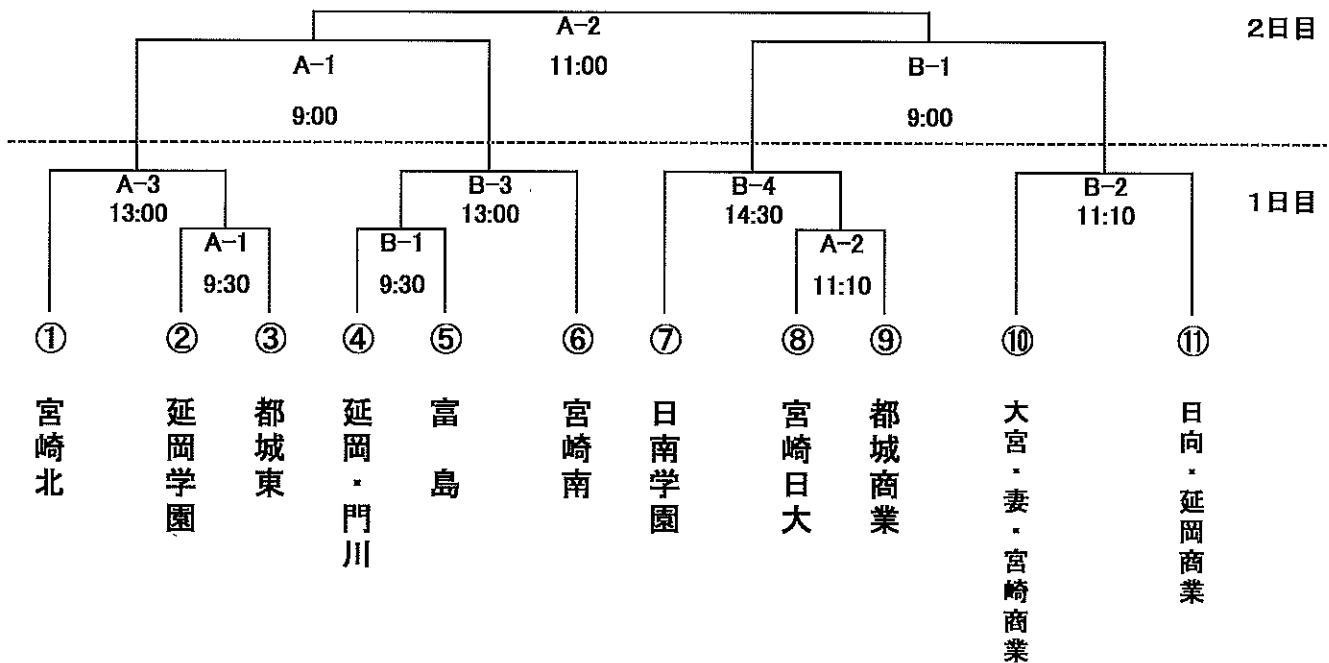 A-2
2日目
A-1
11:00
B-1
9:00
9:00
A-3
B-3
B-4
B-2
13:00
13:00
14:30
11:10
1日目
A-1
B-1
A-2
9:30
9:30
11:10
①
②
③
④
⑤
⑥
⑦
⑧
⑨
⑩
⑪
宮崎北
延岡学園
都城東
延岡・門川
富島
宮崎南
日南学園
宮崎日大
都城商業
大宮・妻・宮崎商業
日向・延岡商業